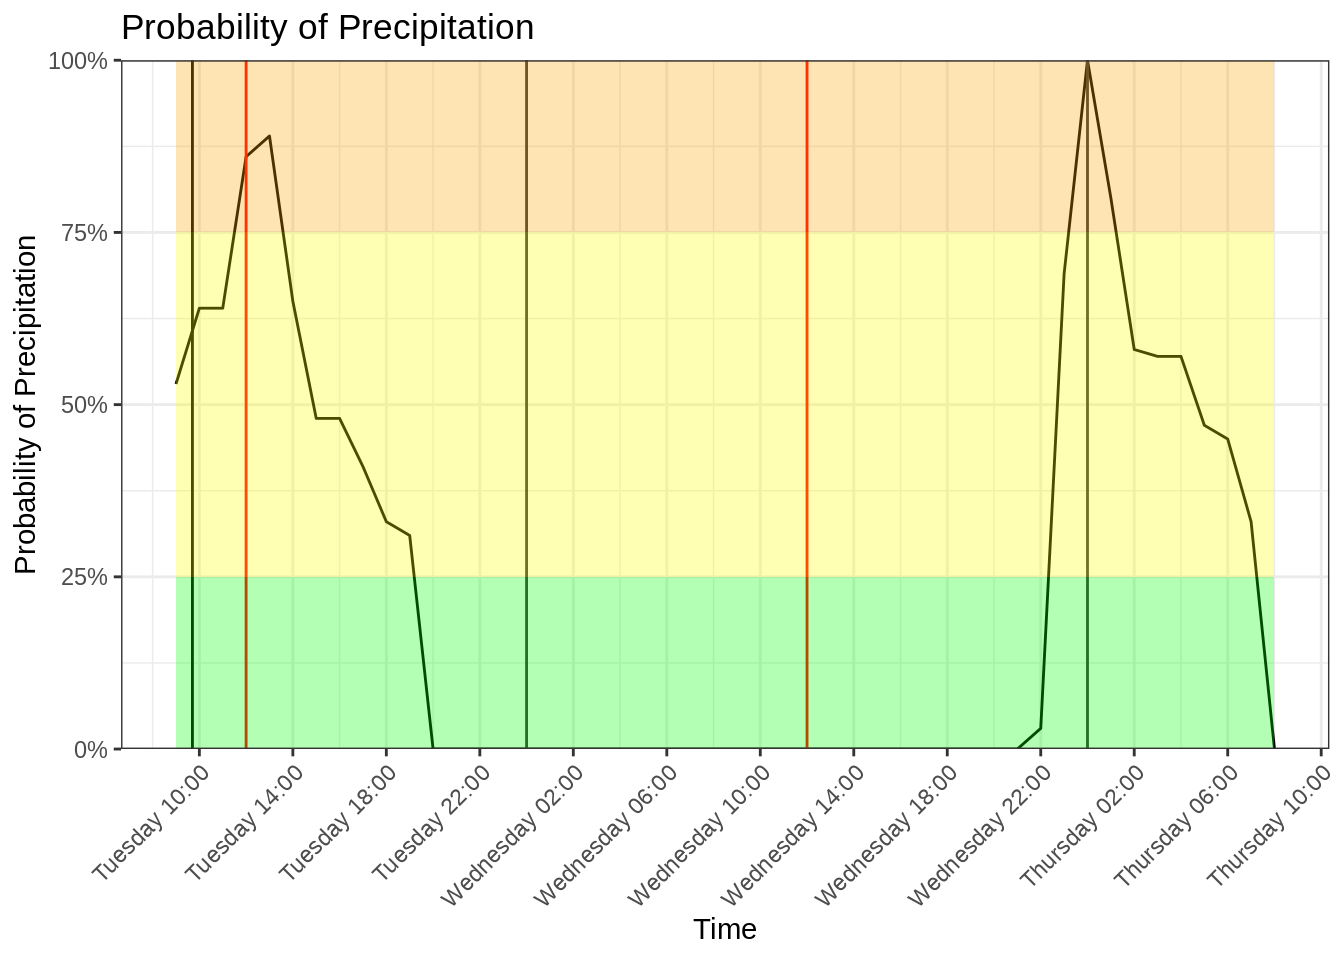 Probability of Precipitation
Probability of Precipitation
100%
75%
50%
25%
0%
Tuesday 10:00
Tuesday 14:00
Tuesday 18:00
Tuesday 22:00
Wednesday 02:00
Wednesday 06:00
Wednesday 10:00
Wednesday 14:00
Wednesday 18:00
Wednesday 22:00
Thursday 02:00
Thursday 06:00
Thursday 10:00
Time